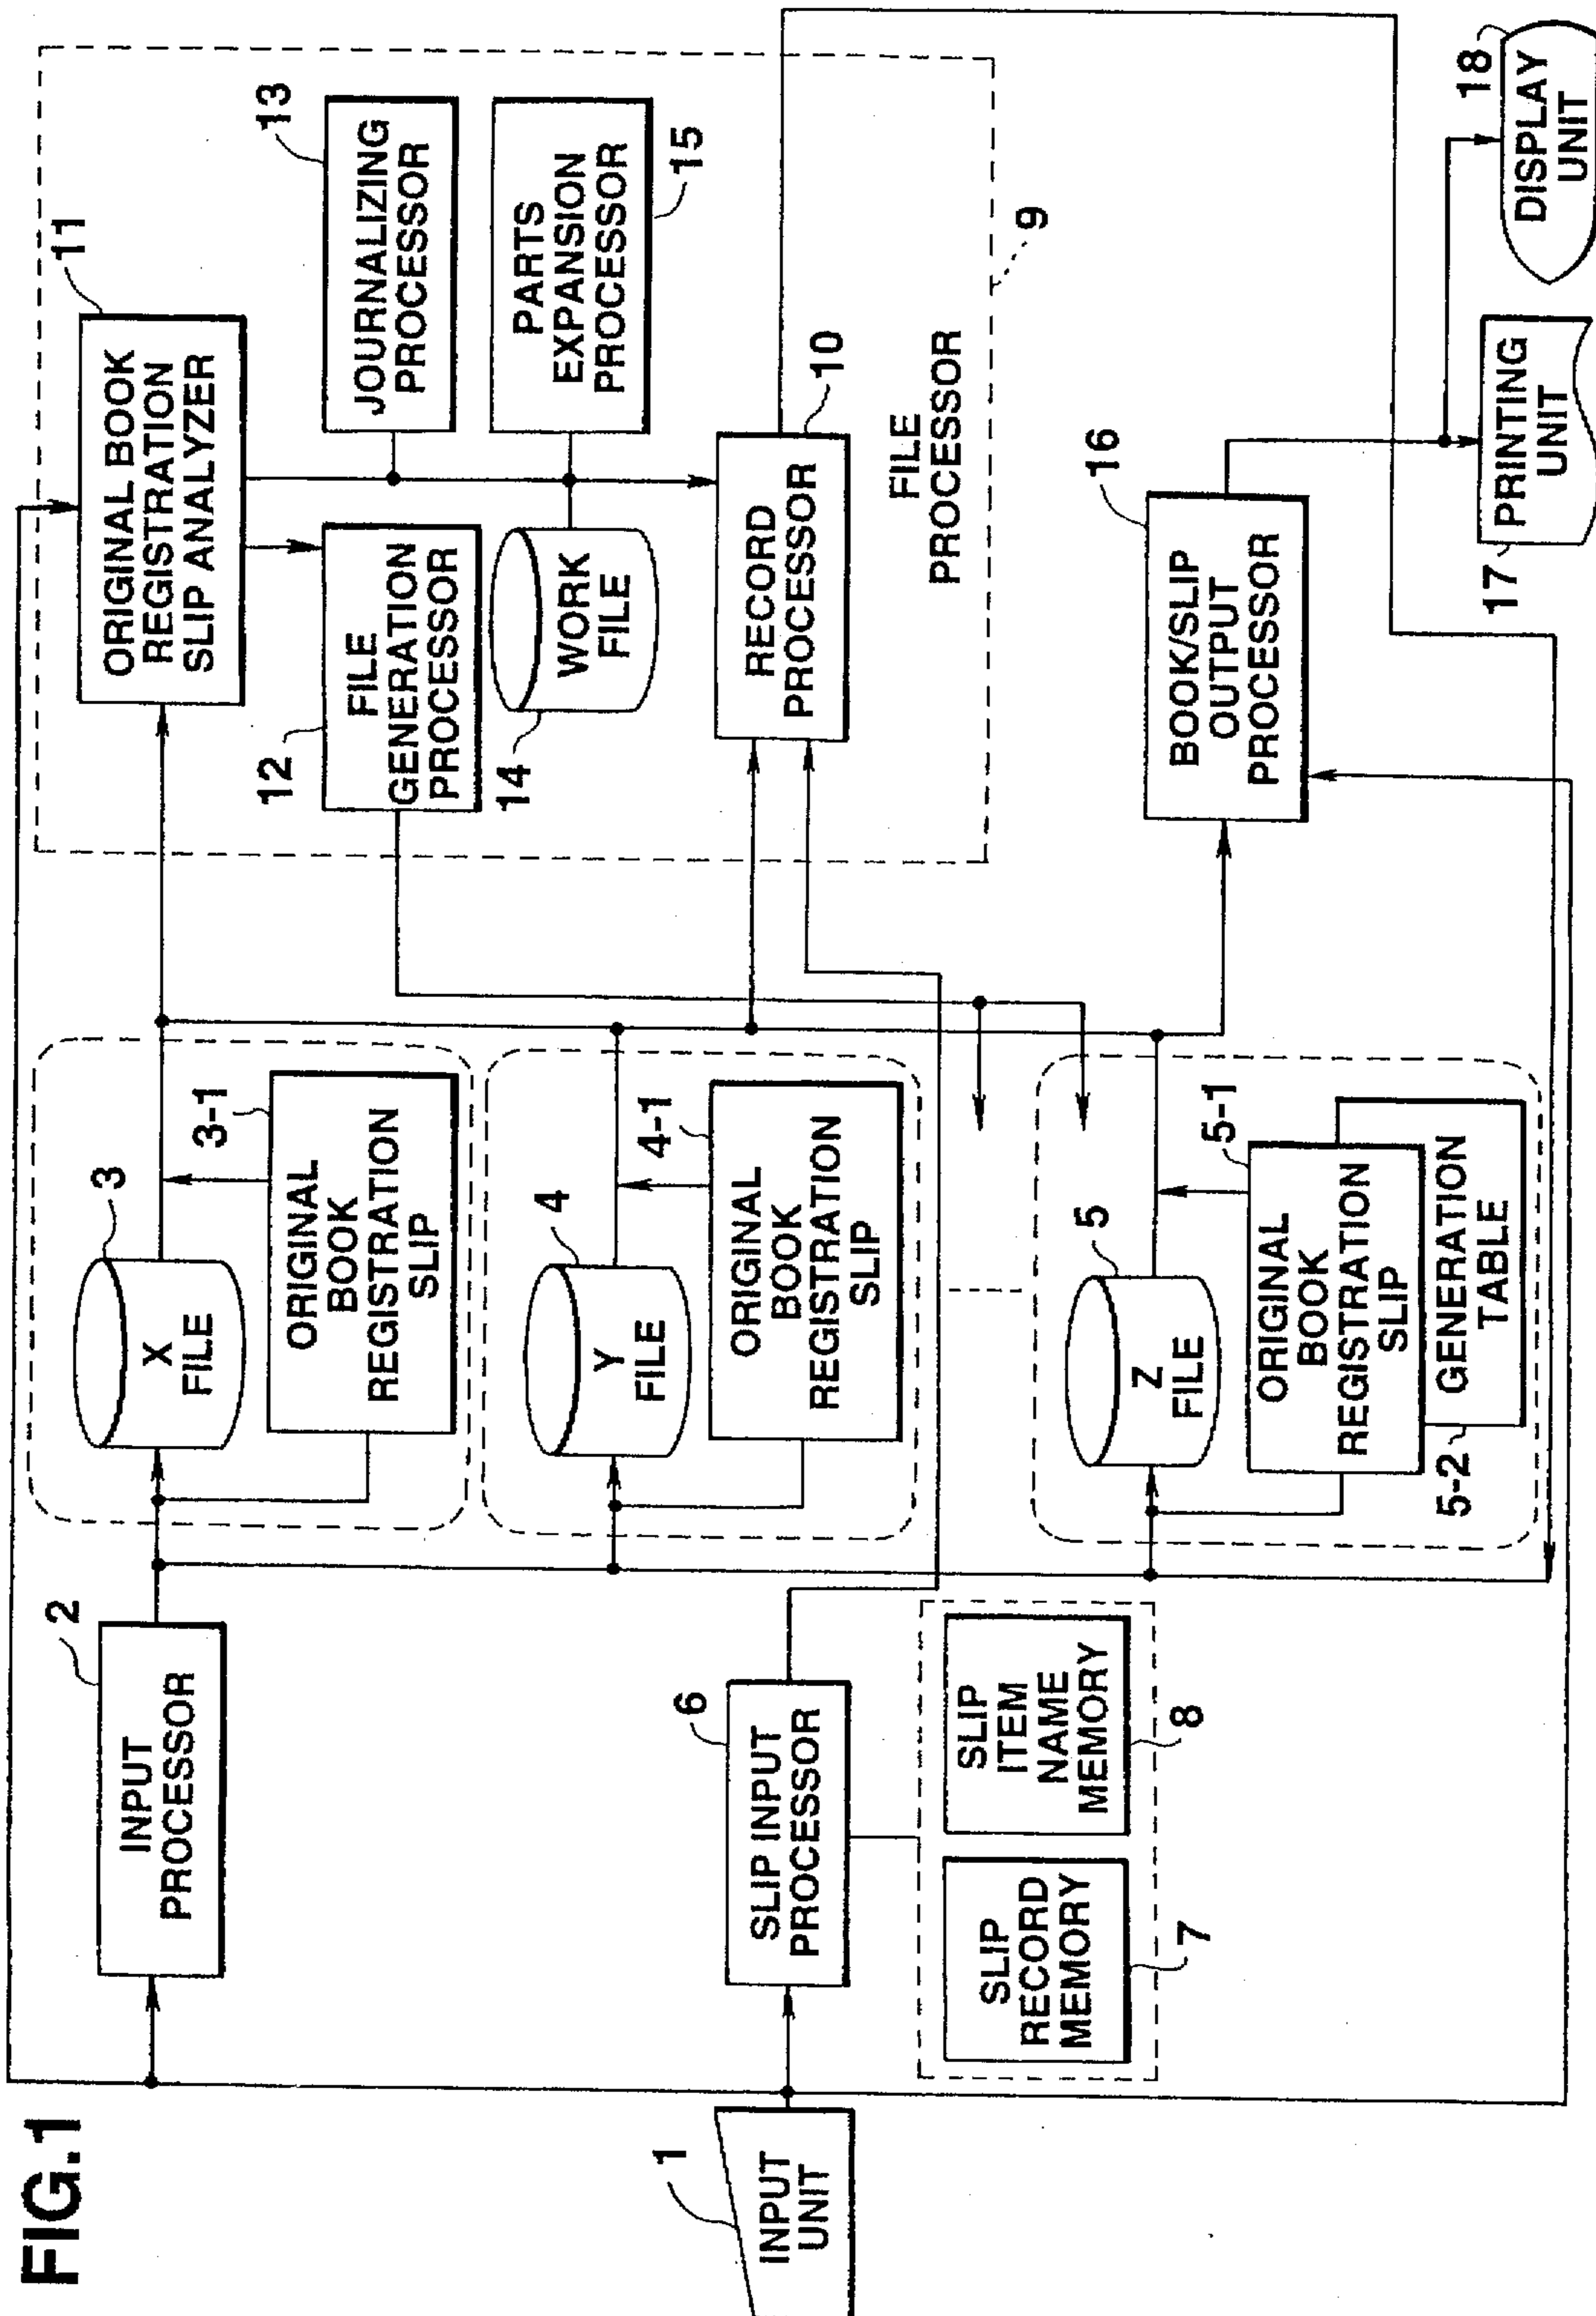 FIG.1
1
INPUT
UNIT
2
INPUT
PROCESSOR
6
SLIP INPUT
PROCESSOR
SLIP
RECORD
MEMORY
7
SLIP
ITEM
NAME
MEMORY
8
3
X
FILE
3-1
ORIGINAL
BOOK
REGISTRATION
SLIP
4
Y
FILE
4-1
ORIGINAL
BOOK
REGISTRATION
SLIP
5
Z
FILE
5-1
ORIGINAL
BOOK
REGISTRATION
SLIP
5-2
GENERATION
TABLE
11
ORIGINAL BOOK
REGISTRATION
SLIP ANALYZER
12
FILE
GENERATION
PROCESSOR
13
JOURNALIZING
PROCESSOR
14
WORK
FILE
15
PARTS
EXPANSION
PROCESSOR
10
RECORD
PROCESSOR
FILE
PROCESSOR
9
16
BOOK/SLIP
OUTPUT
PROCESSOR
17
PRINTING
UNIT
18
DISPLAY
UNIT